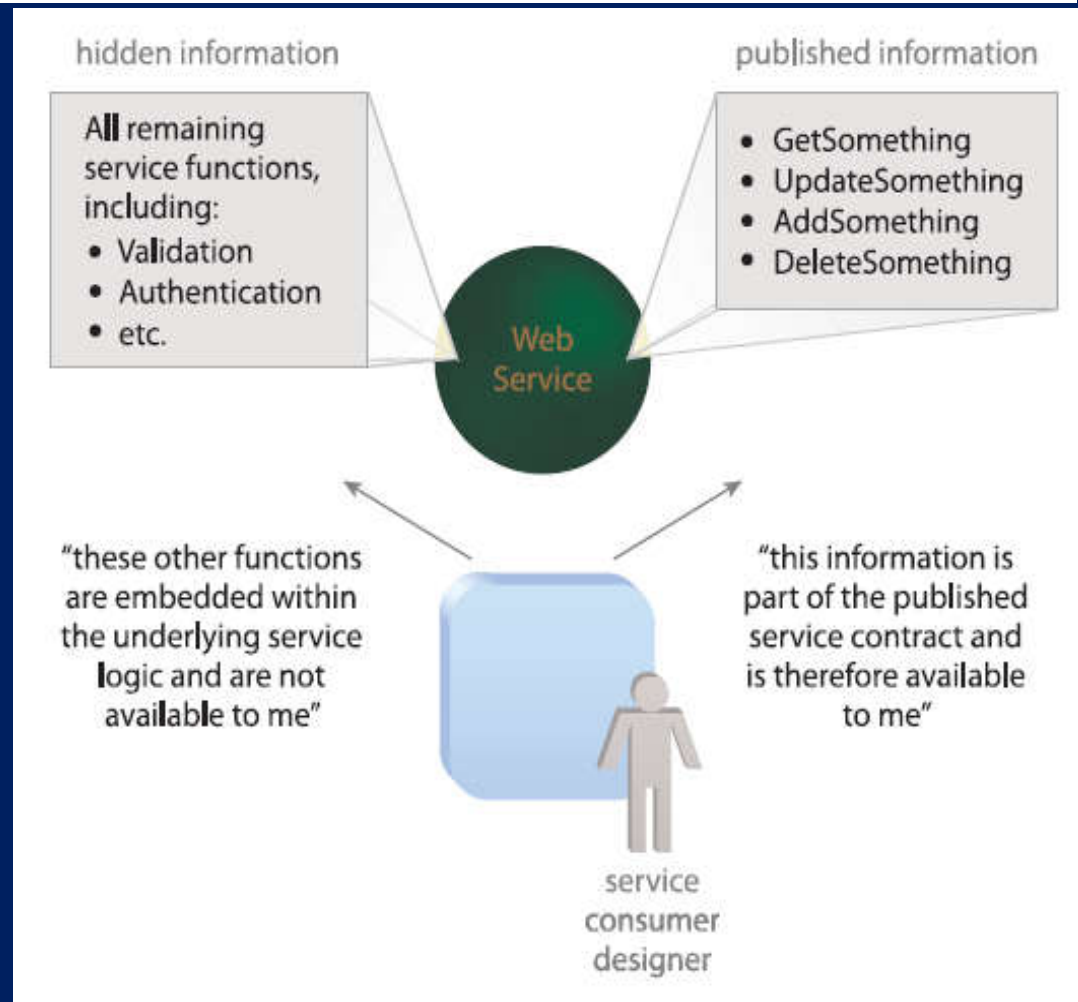 hidden information
All remaining
service functions,
including:
• Validation
• Authentication
• etc.
published information
• GetSomething
• UpdateSomething
• AddSomething
• DeleteSomething
Web
Service
“these other functions
are embedded within
the underlying service
logic and are not
available to me”
“this information is
part of the published
service contract and
is therefore available
to me”
service
consumer
designer